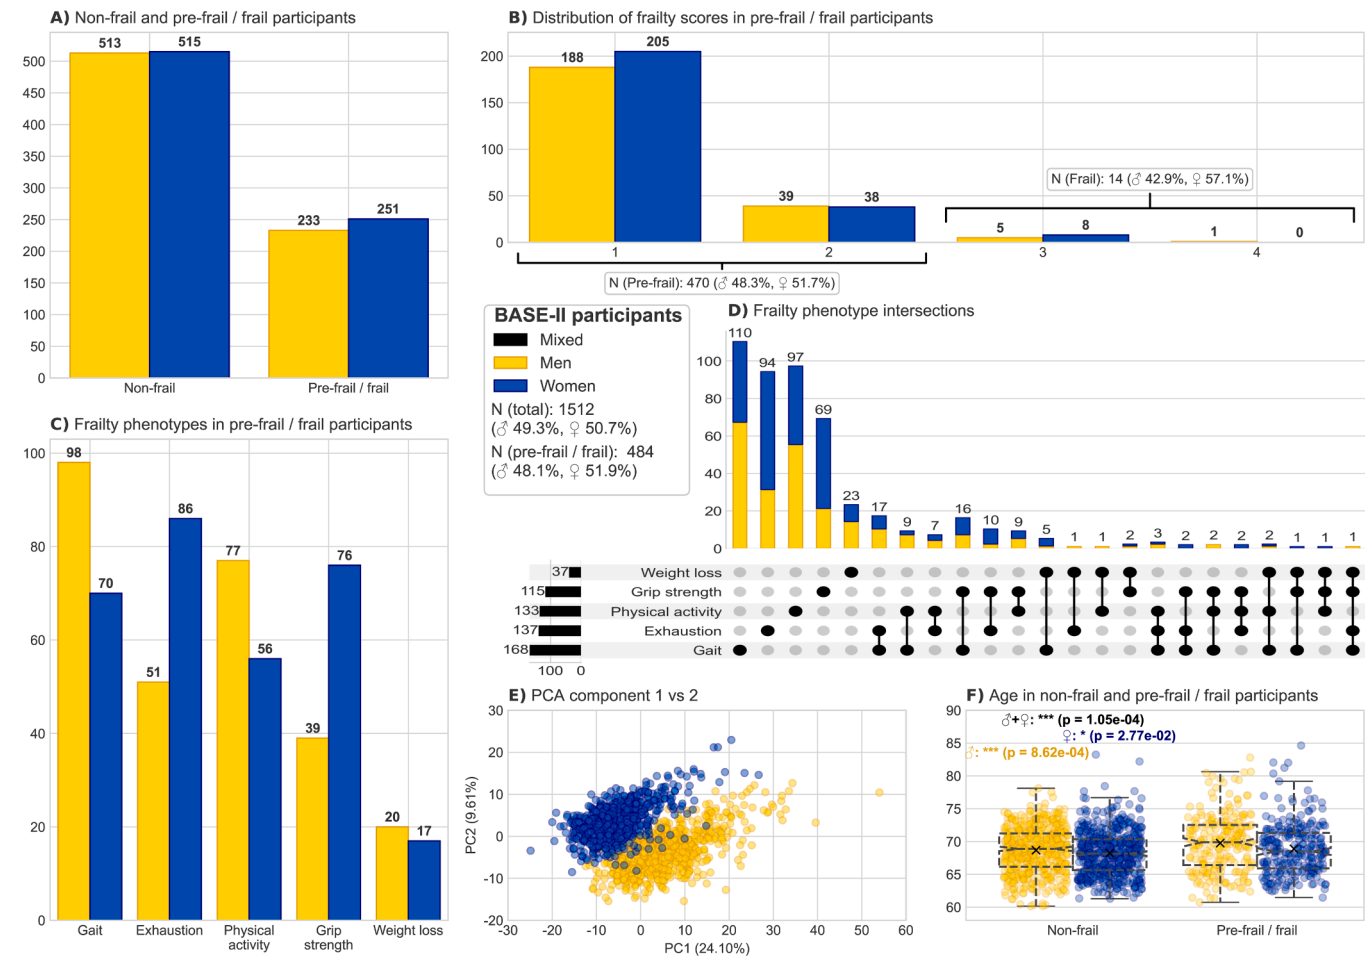 A) Non-frail and pre-frail / frail participants
513
515
233
251
500
450
400
350
300
250
200
150
100
50
0
Non-frail
Pre-frail / frail
B) Distribution of frailty scores in pre-frail / frail participants
188
205
39
38
5
8
1
0
200
150
100
50
0
1
2
3
4
N (Frail): 14 (♂ 42.9%, ♀ 57.1%)
N (Pre-frail): 470 (♂ 48.3%, ♀ 51.7%)
BASE-II participants
Mixed
Men
Women
N (total): 1512
(♂ 49.3%, ♀ 50.7%)
N (pre-frail / frail): 484
(♂ 48.1%, ♀ 51.9%)
C) Frailty phenotypes in pre-frail / frail participants
98
70
51
86
77
56
39
76
20
17
100
80
60
40
20
0
Gait
Exhaustion
Physical
activity
Grip
strength
Weight loss
D) Frailty phenotype intersections
110
94
97
69
23
17
9
7
16
10
9
5
1
1
2
3
2
2
2
2
1
1
1
100
80
60
40
20
0
37
Weight loss
115
Grip strength
133
Physical activity
137
Exhaustion
168
Gait
100 0
E) PCA component 1 vs 2
30
20
10
0
-10
-20
PC2 (9.61%)
-30 -20 -10 0 10 20 30 40 50 60
PC1 (24.10%)
F) Age in non-frail and pre-frail / frail participants
♂+♀: *** (p = 1.05e-04)
♀: * (p = 2.77e-02)
♂: *** (p = 8.62e-04)
90
85
80
75
70
65
60
Non-frail
Pre-frail / frail